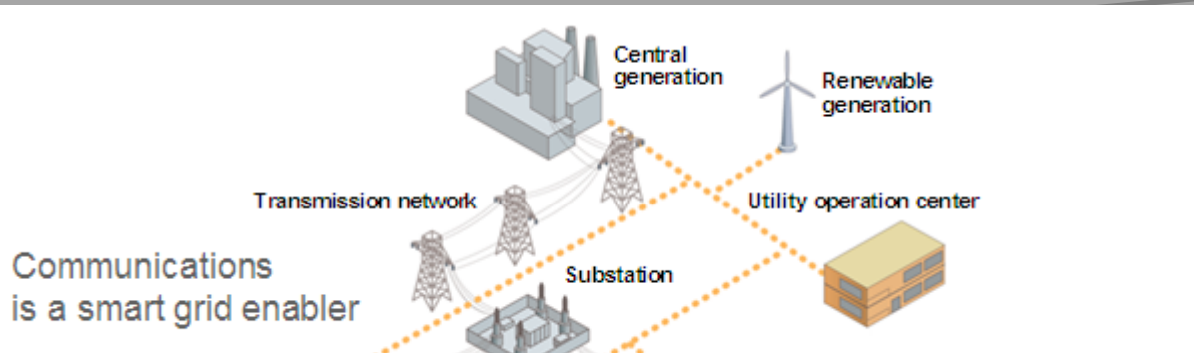 Central
generation
Renewable
generation
Transmission network
Utility operation center
Communications
is a smart grid enabler
Substation